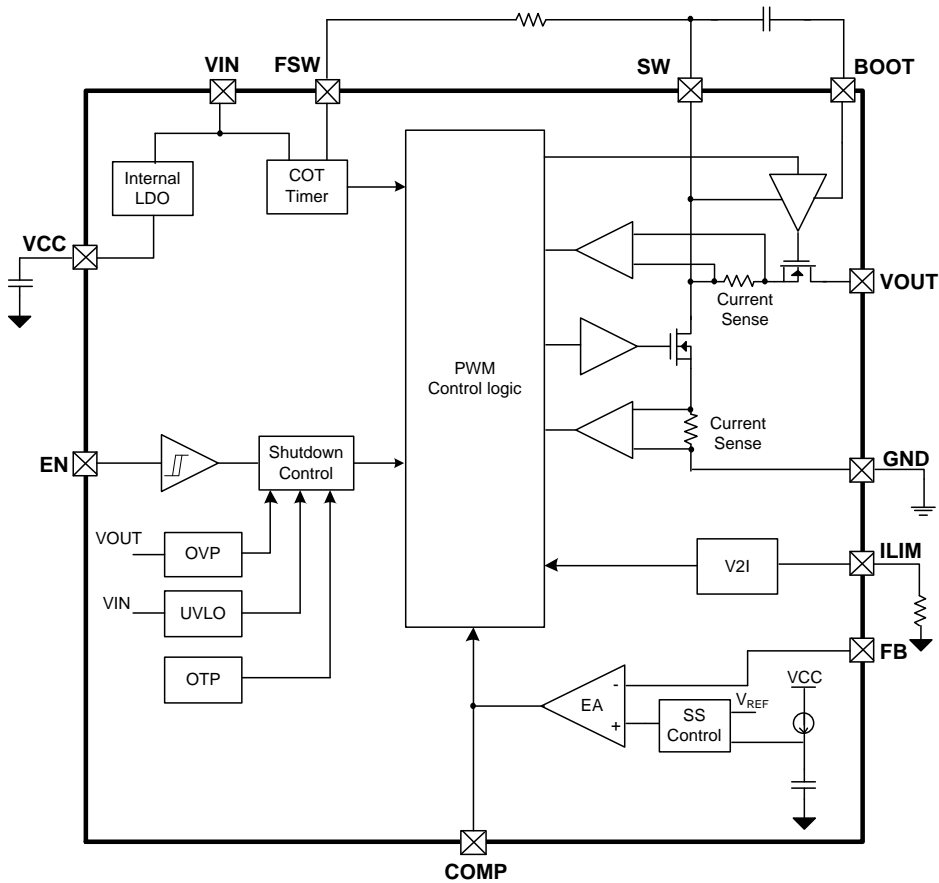 VIN
FSW
SW
BOOT
Internal
LDO
COT
Timer
VCC
VOUT
Current
Sense
PWM
Control logic
Current
Sense
EN
Shutdown
Control
GND
VOUT
OVP
ILIM
V2I
VIN
UVLO
FB
OTP
VCC
-
EA
+
SS
Control
VREF
COMP